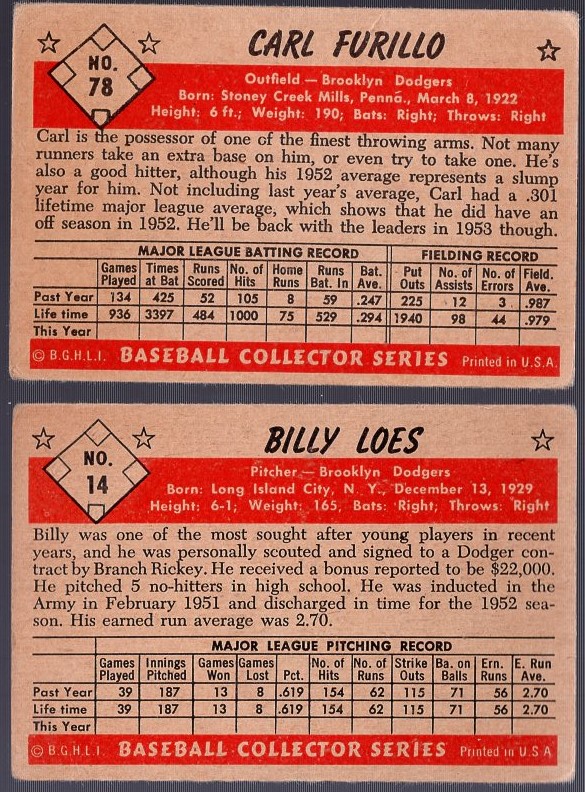 CARL FURILLO
NO.
78
Outfield — Brooklyn Dodgers
Born: Stoney Creek Mills, Penna., March 8, 1922
Height: 6 ft.; Weight: 190; Bats: Right; Throws: Right
Carl is the possessor of one of the finest throwing arms. Not many
runners take an extra base on him, or even try to take one. He's
also a good hitter, although his 1952 average represents a slump
year for him. Not including last year's average, Carl had a .301
lifetime major league average, which shows that he did have an
off season in 1952. He'll be back with the leaders in 1953 though.
MAJOR LEAGUE BATTING RECORD FIELDING RECORD
Games Times Runs No. of Home Runs Bat. Put No. of No. of Field.
Played at Bat Scored Hits Runs Bat. In Ave. Outs Assists Errors Ave.
Past Year 134 425 52 105 8 59 .247 225 12 3 .987
Life time 936 3397 484 1000 75 529 .294 1940 98 44 .979
This Year
© B.G.H.L.I. BASEBALL COLLECTOR SERIES Printed in U.S.A.
BILLY LOES
NO.
14
Pitcher — Brooklyn Dodgers
Born: Long Island City, N. Y., December 13, 1929
Height: 6-1; Weight: 165, Bats: Right; Throws: Right
Billy was one of the most sought after young players in recent
years, and he was personally scouted and signed to a Dodger con-
tract by Branch Rickey. He received a bonus reported to be $22,000.
He pitched 5 no-hitters in high school. He was inducted in the
Army in February 1951 and discharged in time for the 1952 sea-
son. His earned run average was 2.70.
MAJOR LEAGUE PITCHING RECORD
Games Innings Games Games No. of No. of Strike Ba. on Ern. E. Run
Played Pitched Won Lost Pct. Hits Runs Outs Balls Runs Ave.
Past Year 39 187 13 8 .619 154 62 115 71 56 2.70
Life time 39 187 13 8 .619 154 62 115 71 56 2.70
This Year
© B.G.H.L.I. BASEBALL COLLECTOR SERIES Printed in U.S.A